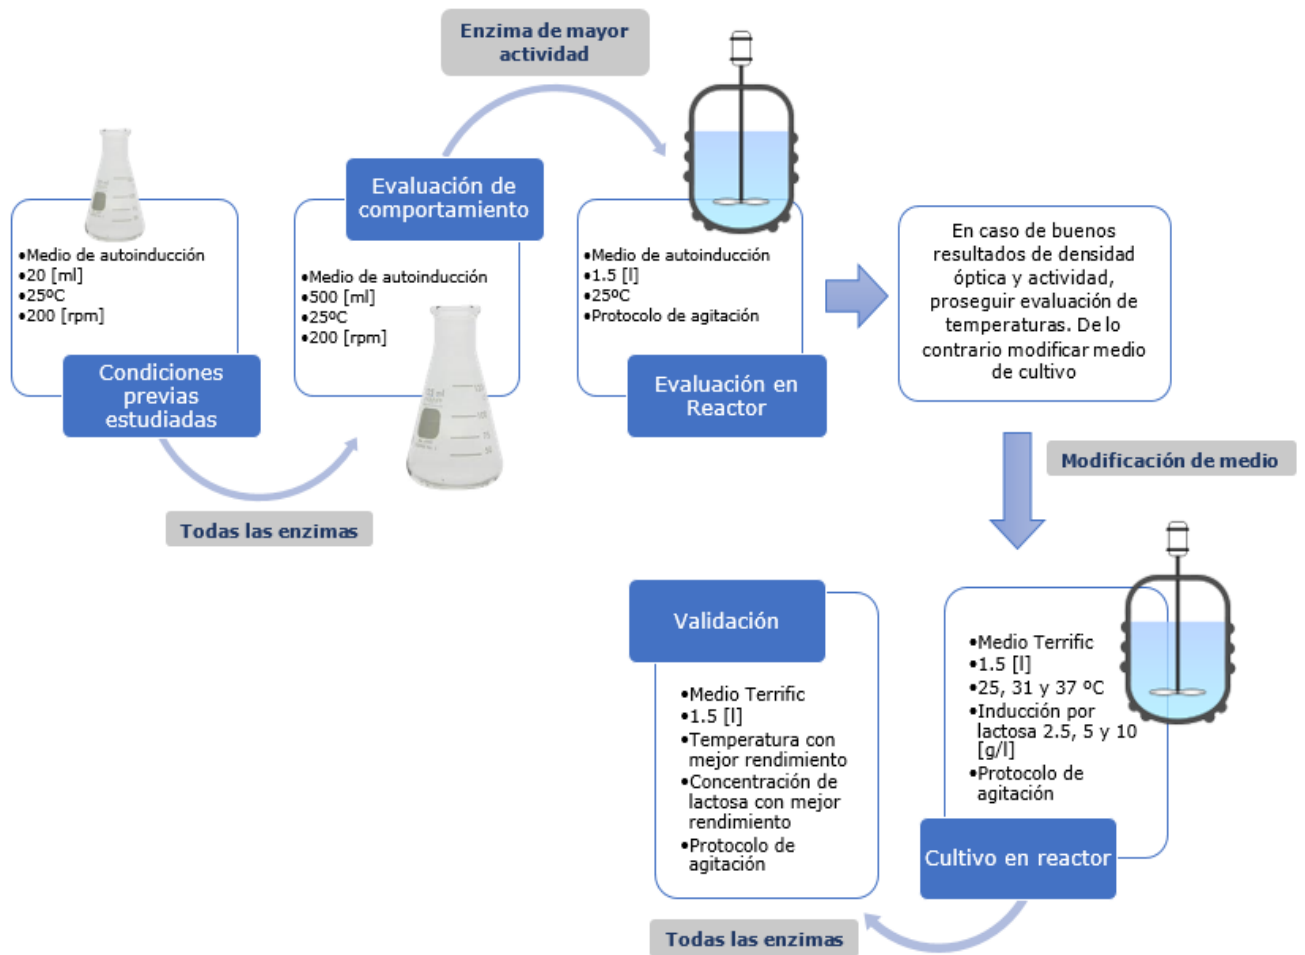 Enzima de mayor
actividad
•Medio de autoinducción
•20 [ml]
•25ºC
•200 [rpm]
Condiciones
previas
estudiadas
Todas las enzimas
Evaluación de
comportamiento
•Medio de autoinducción
•500 [ml]
•25ºC
•200 [rpm]
•Medio de autoinducción
•1.5 [l]
•25ºC
•Protocolo de agitación
Evaluación en
Reactor
En caso de buenos
resultados de densidad
óptica y actividad,
proseguir evaluación de
temperaturas. De lo
contrario modificar medio
de cultivo
Modificación de medio
•Medio Terrific
•1.5 [l]
•25, 31 y 37 ºC
•Inducción por
lactosa 2.5, 5 y 10
[g/l]
•Protocolo de
agitación
Cultivo en reactor
Todas las enzimas
Validación
•Medio Terrific
•1.5 [l]
•Temperatura con
mejor rendimiento
•Concentración de
lactosa con mejor
rendimiento
•Protocolo de
agitación